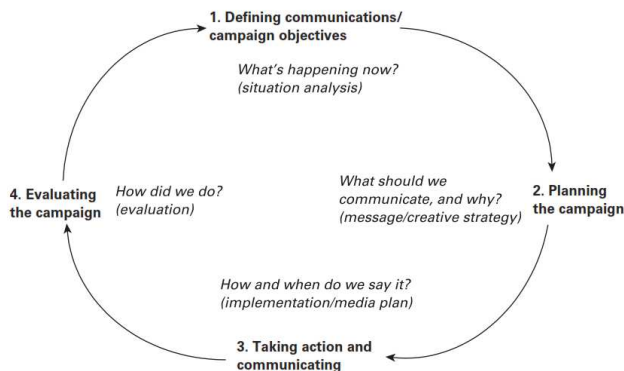 1. Defining communications/
campaign objectives
What's happening now?
(situation analysis)
What should we
communicate, and why?
(message/creative strategy)
2. Planning
the campaign
How and when do we say it?
(implementation/media plan)
3. Taking action and
communicating
4. Evaluating
the campaign
How did we do?
(evaluation)